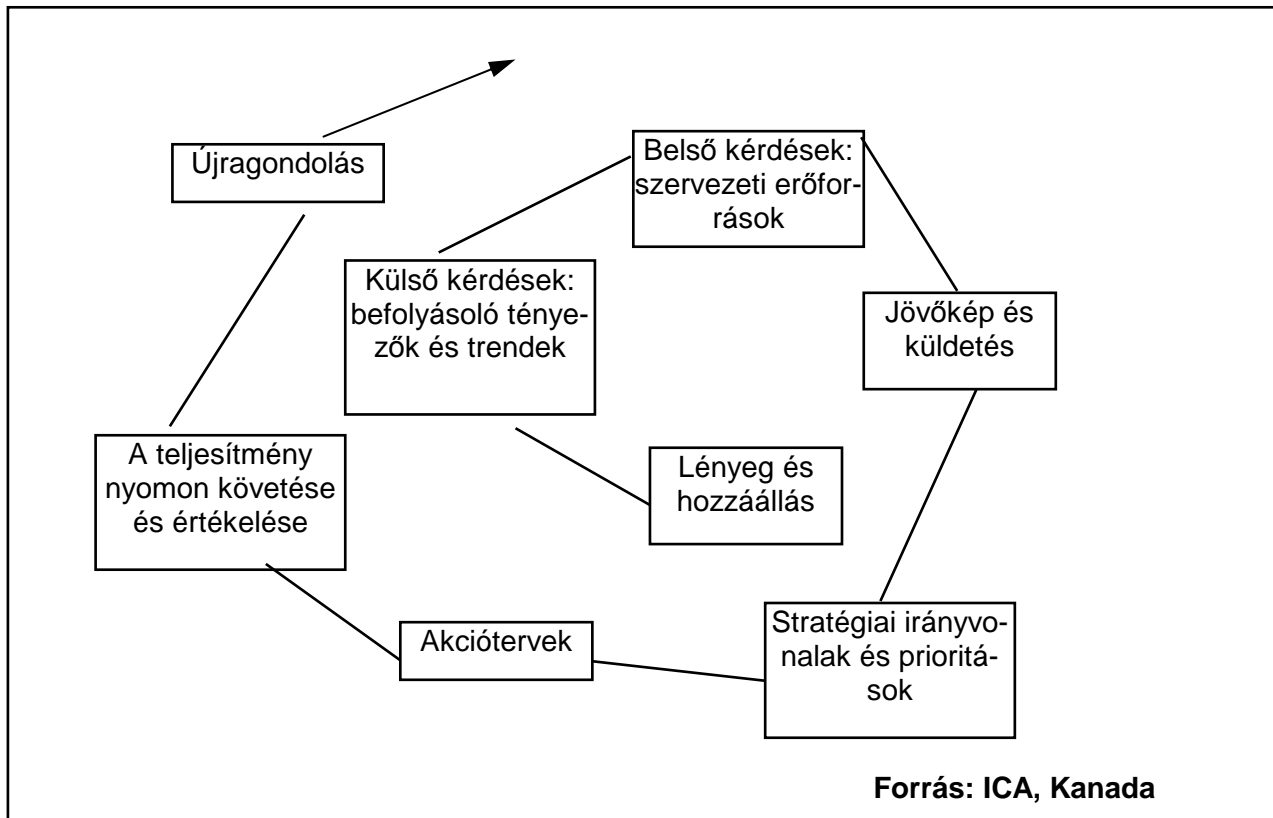 Újragondolás
Belső kérdések:
szervezeti erőfor-
rások
Külső kérdések:
befolyásoló ténye-
zők és trendek
Jövőkép és
küldetés
A teljesítmény
nyomon követése
és értékelése
Lényeg és
hozzáállás
Akciótervek
Stratégiai irányvo-
nalak és prioritá-
sok
Forrás: ICA, Kanada